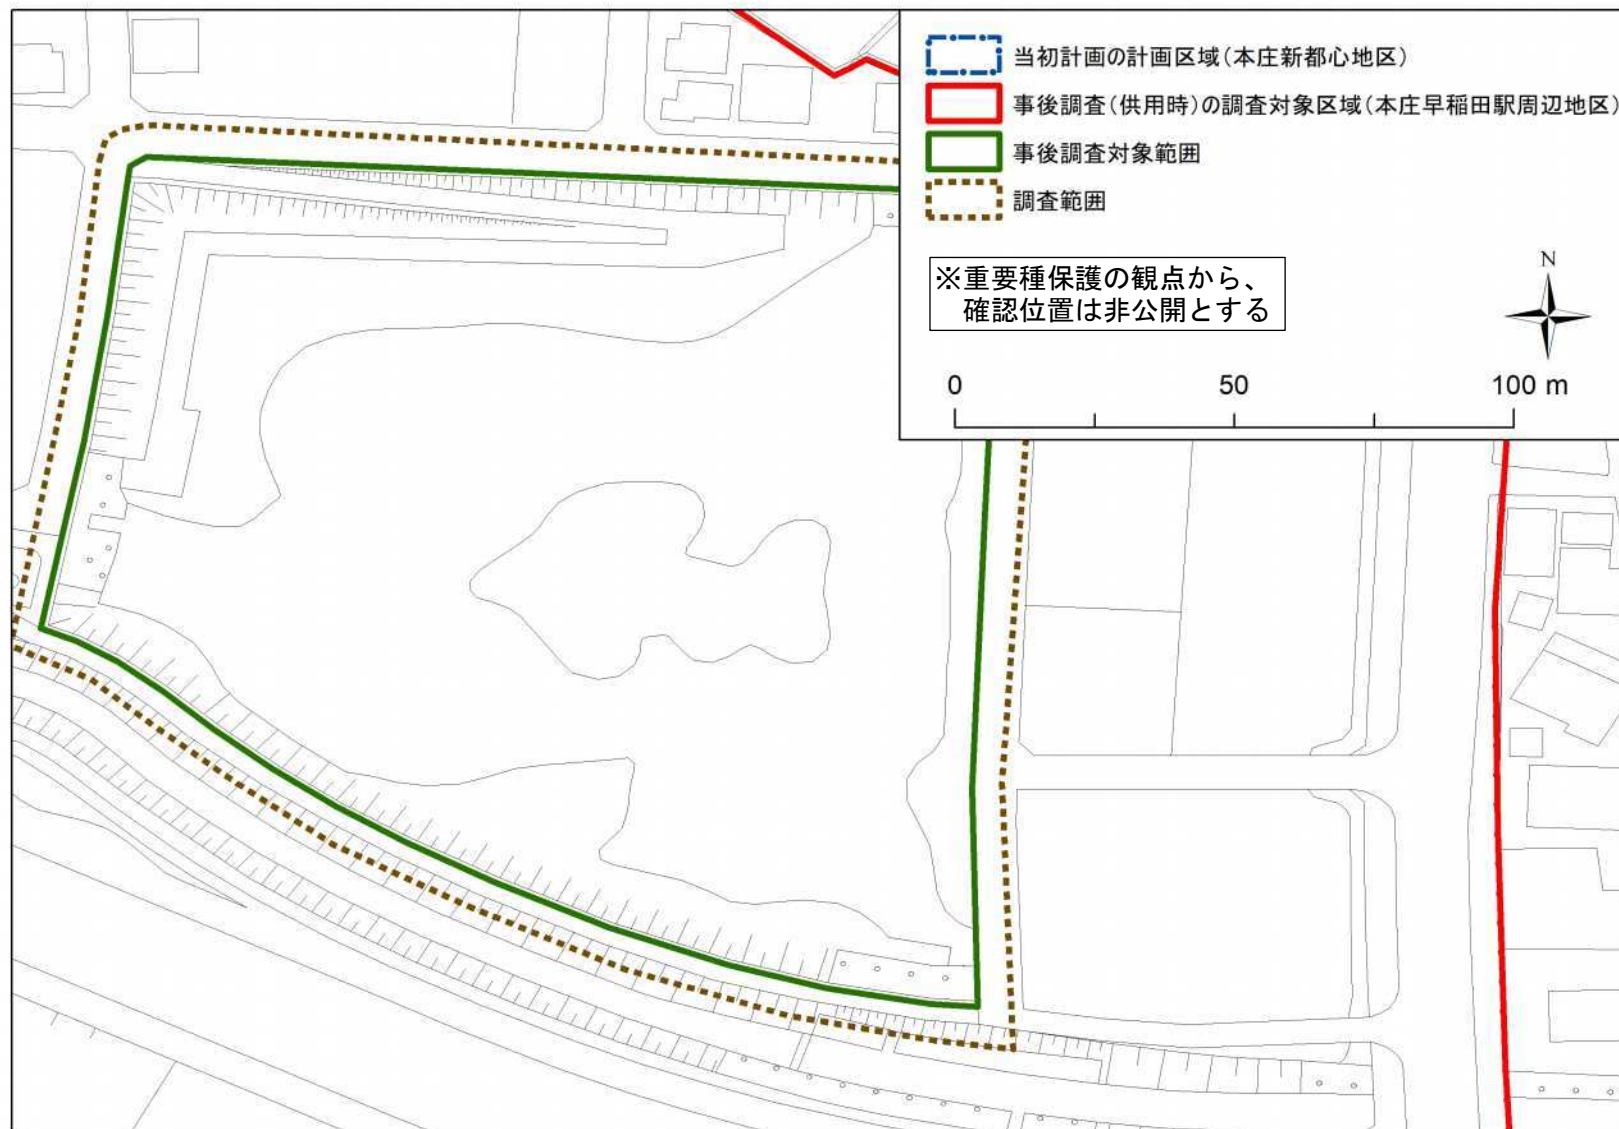 当初計画の計画区域(本庄新都心地区)
事後調査(供用時)の調査対象区域(本庄早稲田駅周辺地区)
事後調査対象範囲
調査範囲
※重要種保護の観点から、
確認位置は非公開とする
N
0 50 100 m